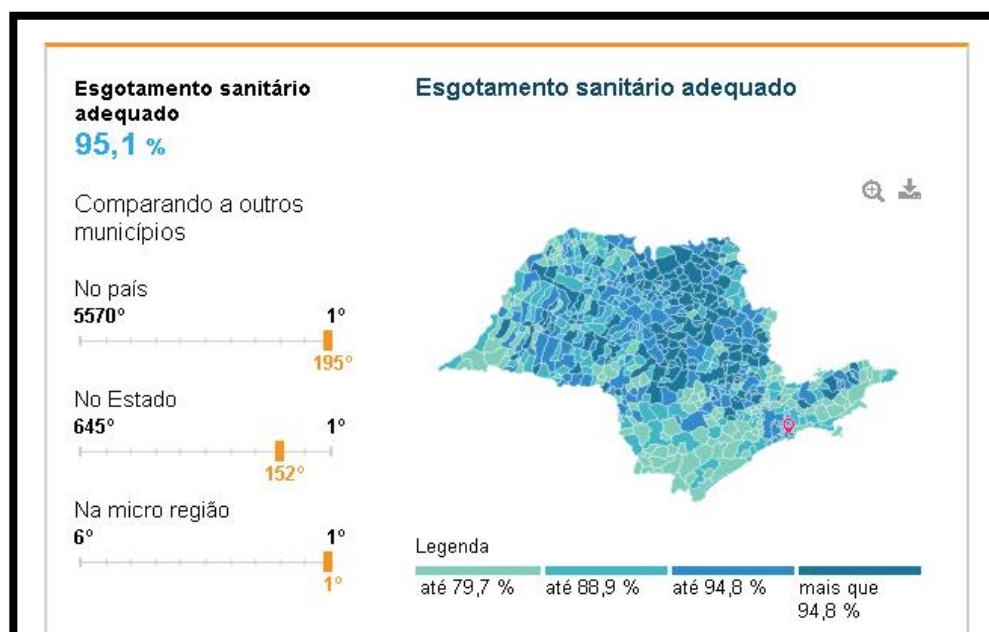 Esgotamento sanitário
adequado
95,1 %
Comparando a outros
municípios
No país
5570° 1°
195°
No Estado
645° 1°
152°
Na micro região
6° 1°
1°
Esgotamento sanitário adequado
Legenda
até 79,7 % até 88,9 % até 94,8 % mais que
94,8 %